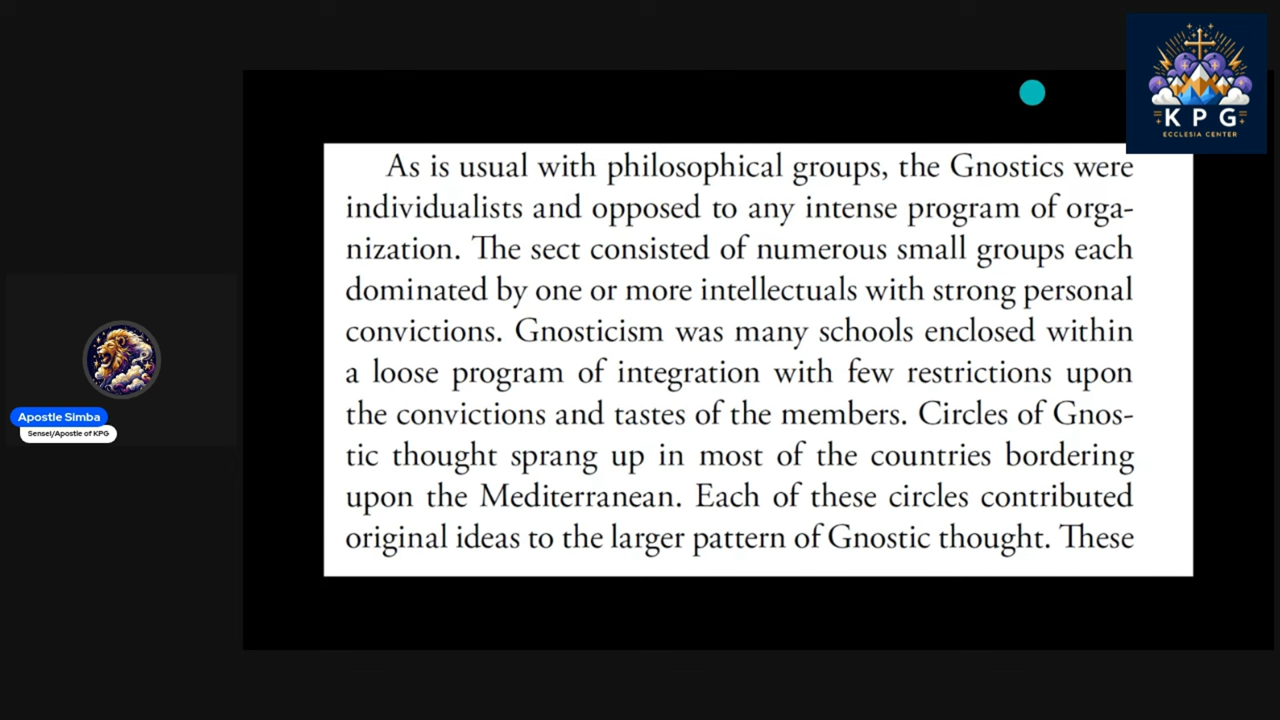 K P G
ECCLESIA CENTER
As is usual with philosophical groups, the Gnostics were
individualists and opposed to any intense program of orga-
nization. The sect consisted of numerous small groups each
dominated by one or more intellectuals with strong personal
convictions. Gnosticism was many schools enclosed within
a loose program of integration with few restrictions upon
the convictions and tastes of the members. Circles of Gnos-
tic thought sprang up in most of the countries bordering
upon the Mediterranean. Each of these circles contributed
original ideas to the larger pattern of Gnostic thought. These
Apostle Simba
Sensei/Apostle of KPG